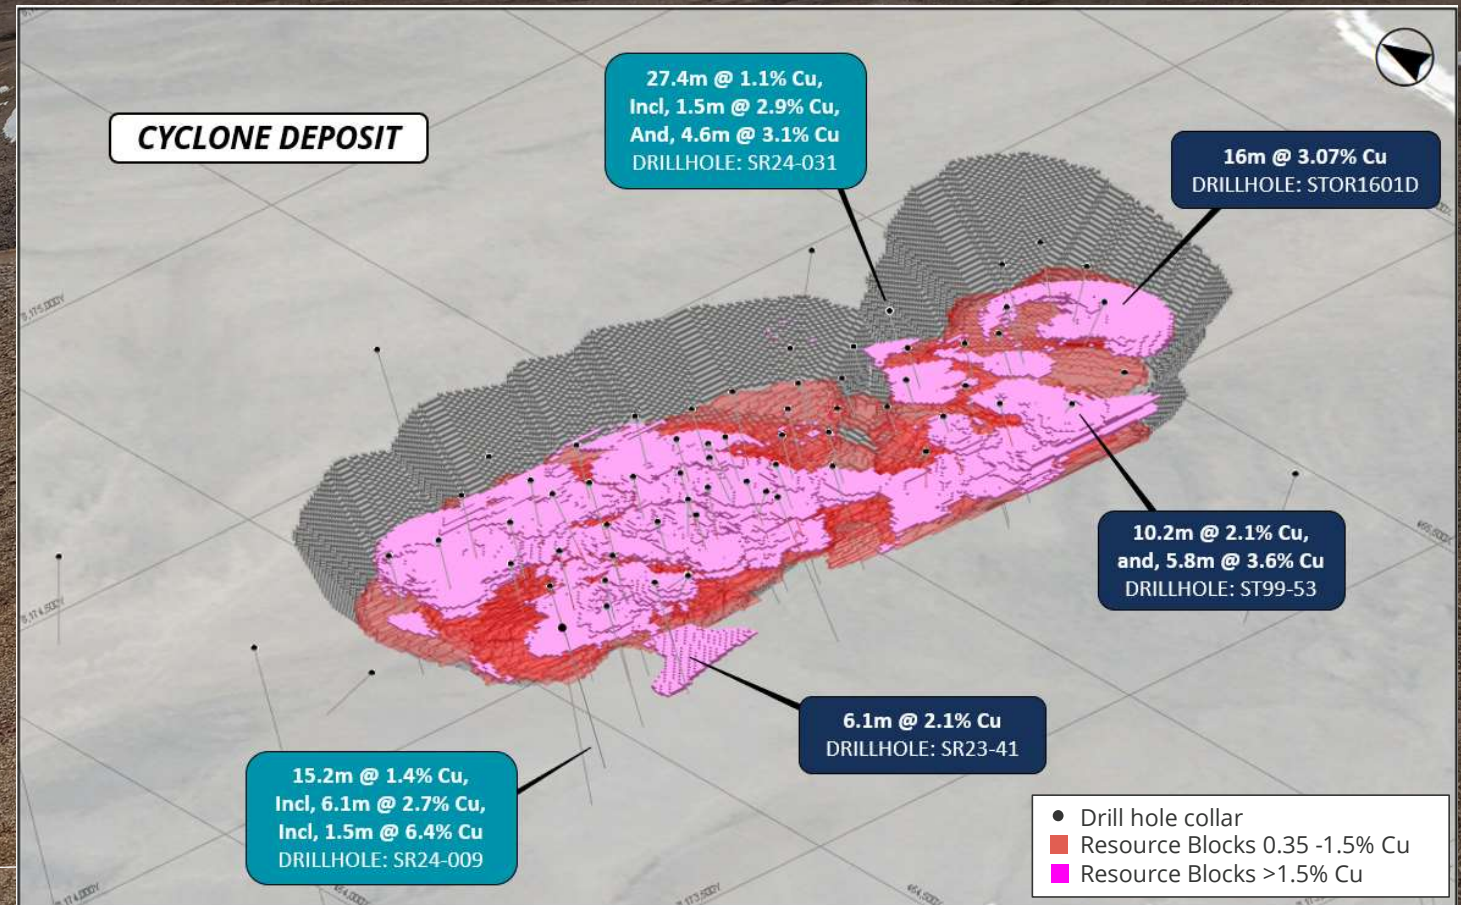 CYCLONE DEPOSIT
27.4m @ 1.1% Cu,
Incl, 1.5m @ 2.9% Cu,
And, 4.6m @ 3.1% Cu
DRILLHOLE: SR24-031
16m @ 3.07% Cu
DRILLHOLE: STOR1601D
10.2m @ 2.1% Cu,
and, 5.8m @ 3.6% Cu
DRILLHOLE: ST99-53
6.1m @ 2.1% Cu
DRILLHOLE: SR23-41
15.2m @ 1.4% Cu,
Incl, 6.1m @ 2.7% Cu,
Incl, 1.5m @ 6.4% Cu
DRILLHOLE: SR24-009
Drill hole collar
Resource Blocks 0.35 -1.5% Cu
Resource Blocks >1.5% Cu